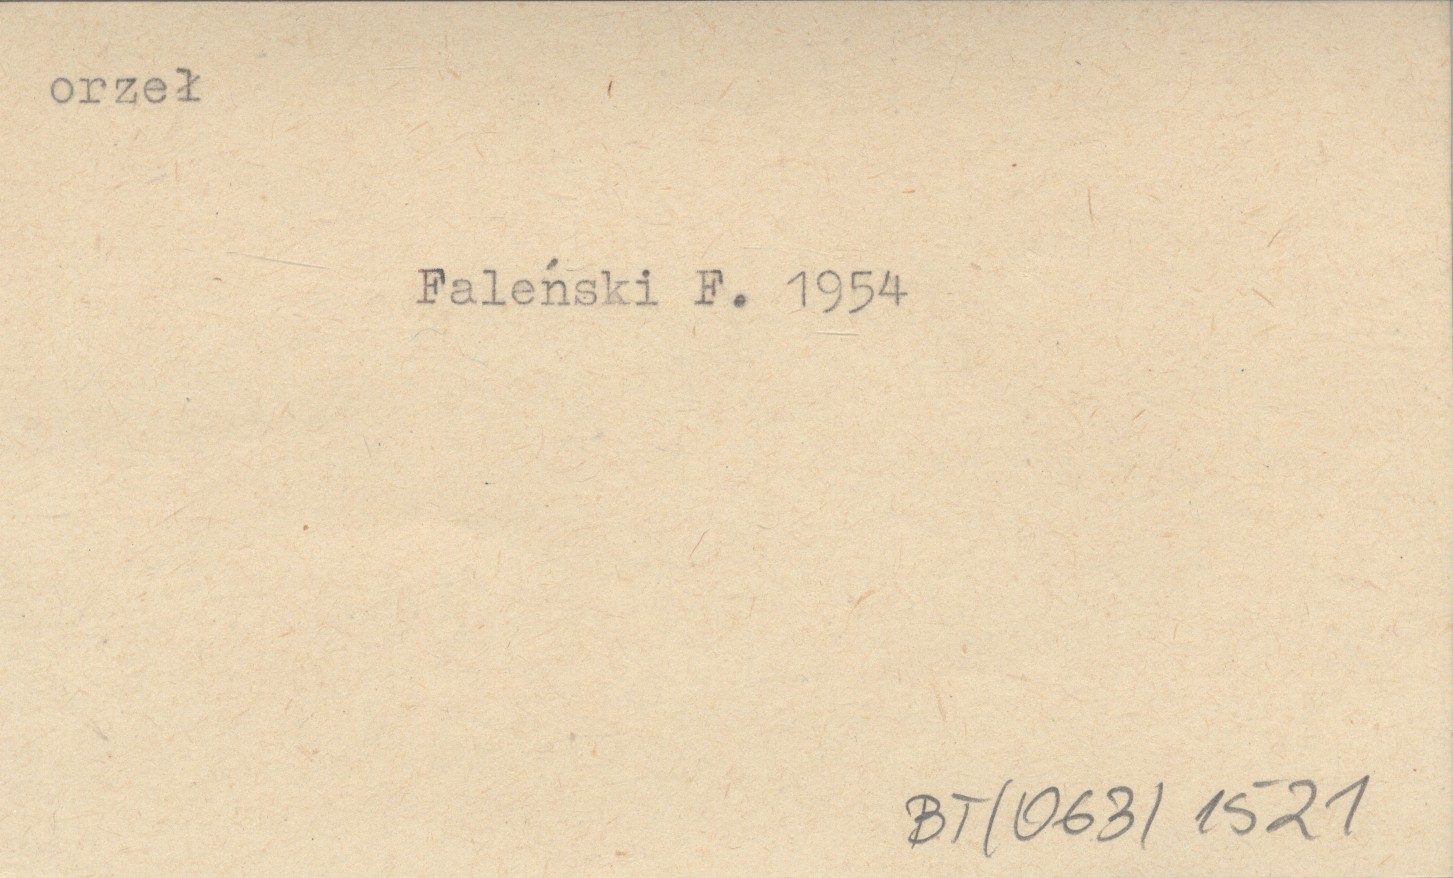 orzeł
Faleński F. 1954
BT(063) 1521